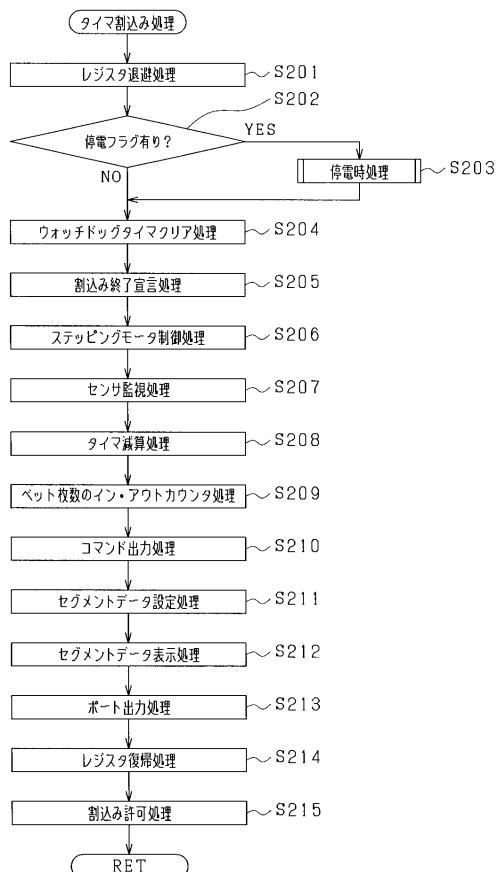 タイマ割込み処理
レジスタ退避処理
S201
S202
停電フラグ有り?
YES
NO
停電時処理
S203
ウォッチドッグタイマクリア処理
S204
割込み終了宣言処理
S205
ステッピングモータ制御処理
S206
センサ監視処理
S207
タイマ減算処理
S208
ベット枚数のイン・アウトカウンタ処理
S209
コマンド出力処理
S210
セグメントデータ設定処理
S211
セグメントデータ表示処理
S212
ポート出力処理
S213
レジスタ復帰処理
S214
割込み許可処理
S215
RET